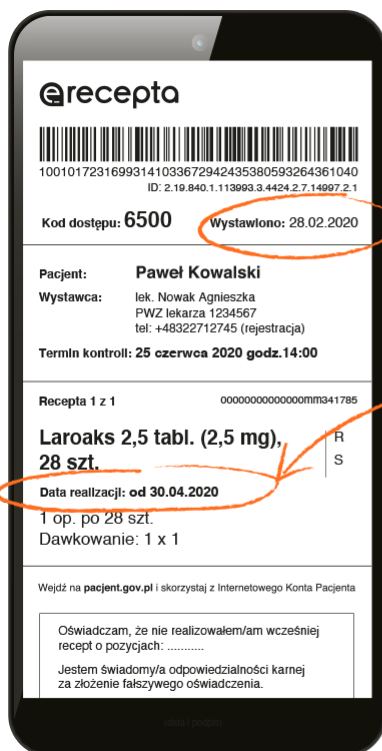 erecepta
10010172316993141033672942435380593264361040
ID: 2.19.840.1.113993.3.4424.2.7.14997.2.1
Kod dostępu: 6500 Wystawiono: 28.02.2020
Pacjent: Paweł Kowalski
Wystawca: lek. Nowak Agnieszka
PWZ lekarza 1234567
tel: +48322712745 (rejestracja)
Termin kontroli: 25 czerwca 2020 godz.14:00
Recepta 1 z 1 00000000000000mm341785
Laroaks 2,5 tabl. (2,5 mg), R
28 szt. S
Data realizacji: od 30.04.2020
1 op. po 28 szt.
Dawkowanie: 1 x 1
Wejdź na pacjent.gov.pl i skorzystaj z Internetowego Konta Pacjenta
Oświadczam, że nie realizowałem/am wcześniej
recept o pozycjach: ...........
Jestem świadomy/a odpowiedzialności karnej
za złożenie fałszywego oświadczenia.